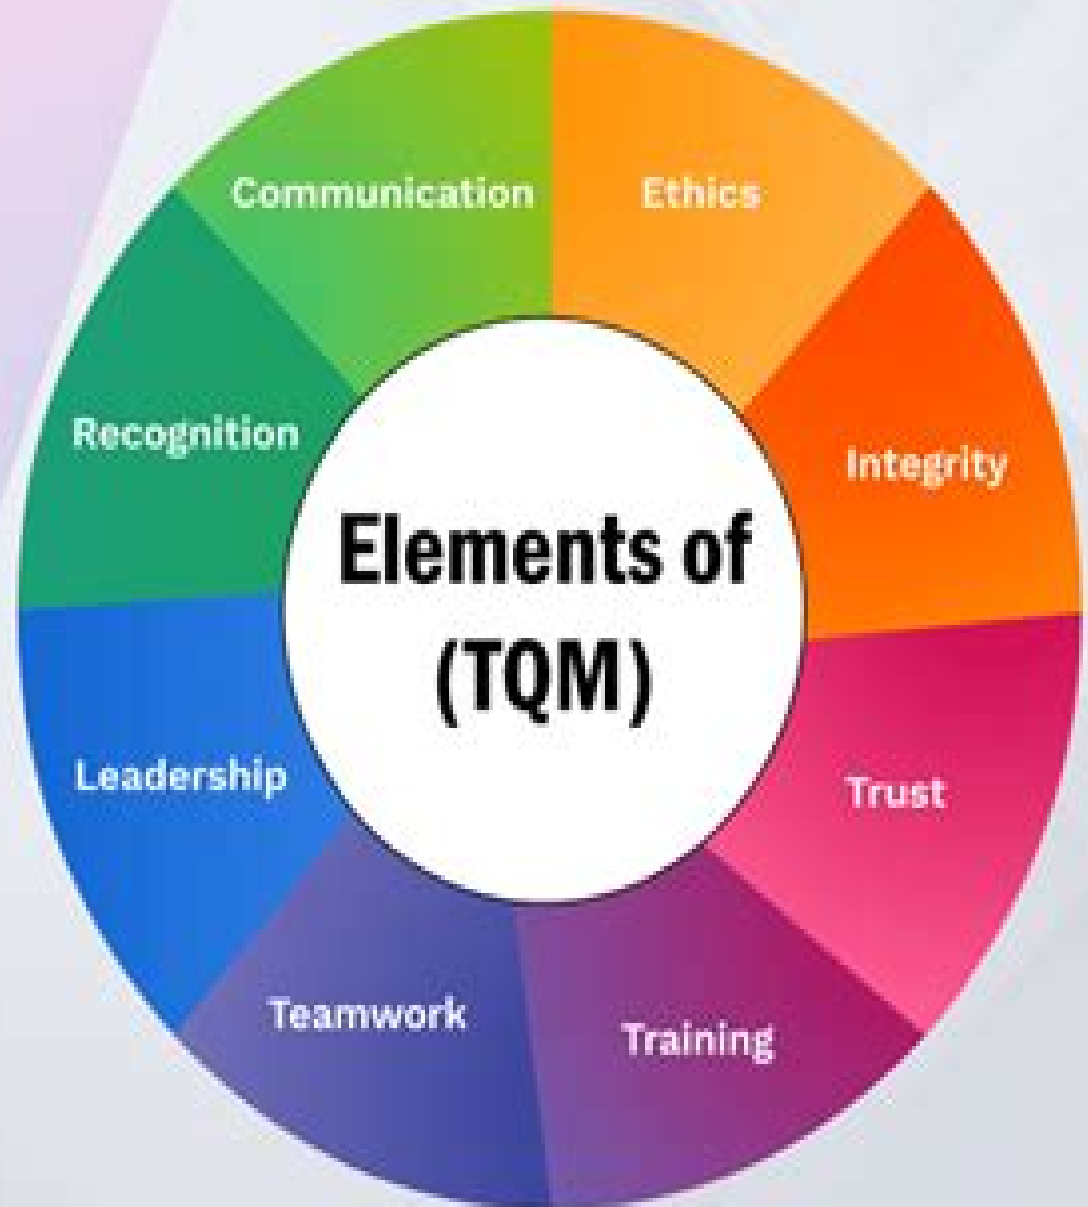 Elements of
(TQM)
Ethics
Integrity
Trust
Training
Teamwork
Leadership
Recognition
Communication